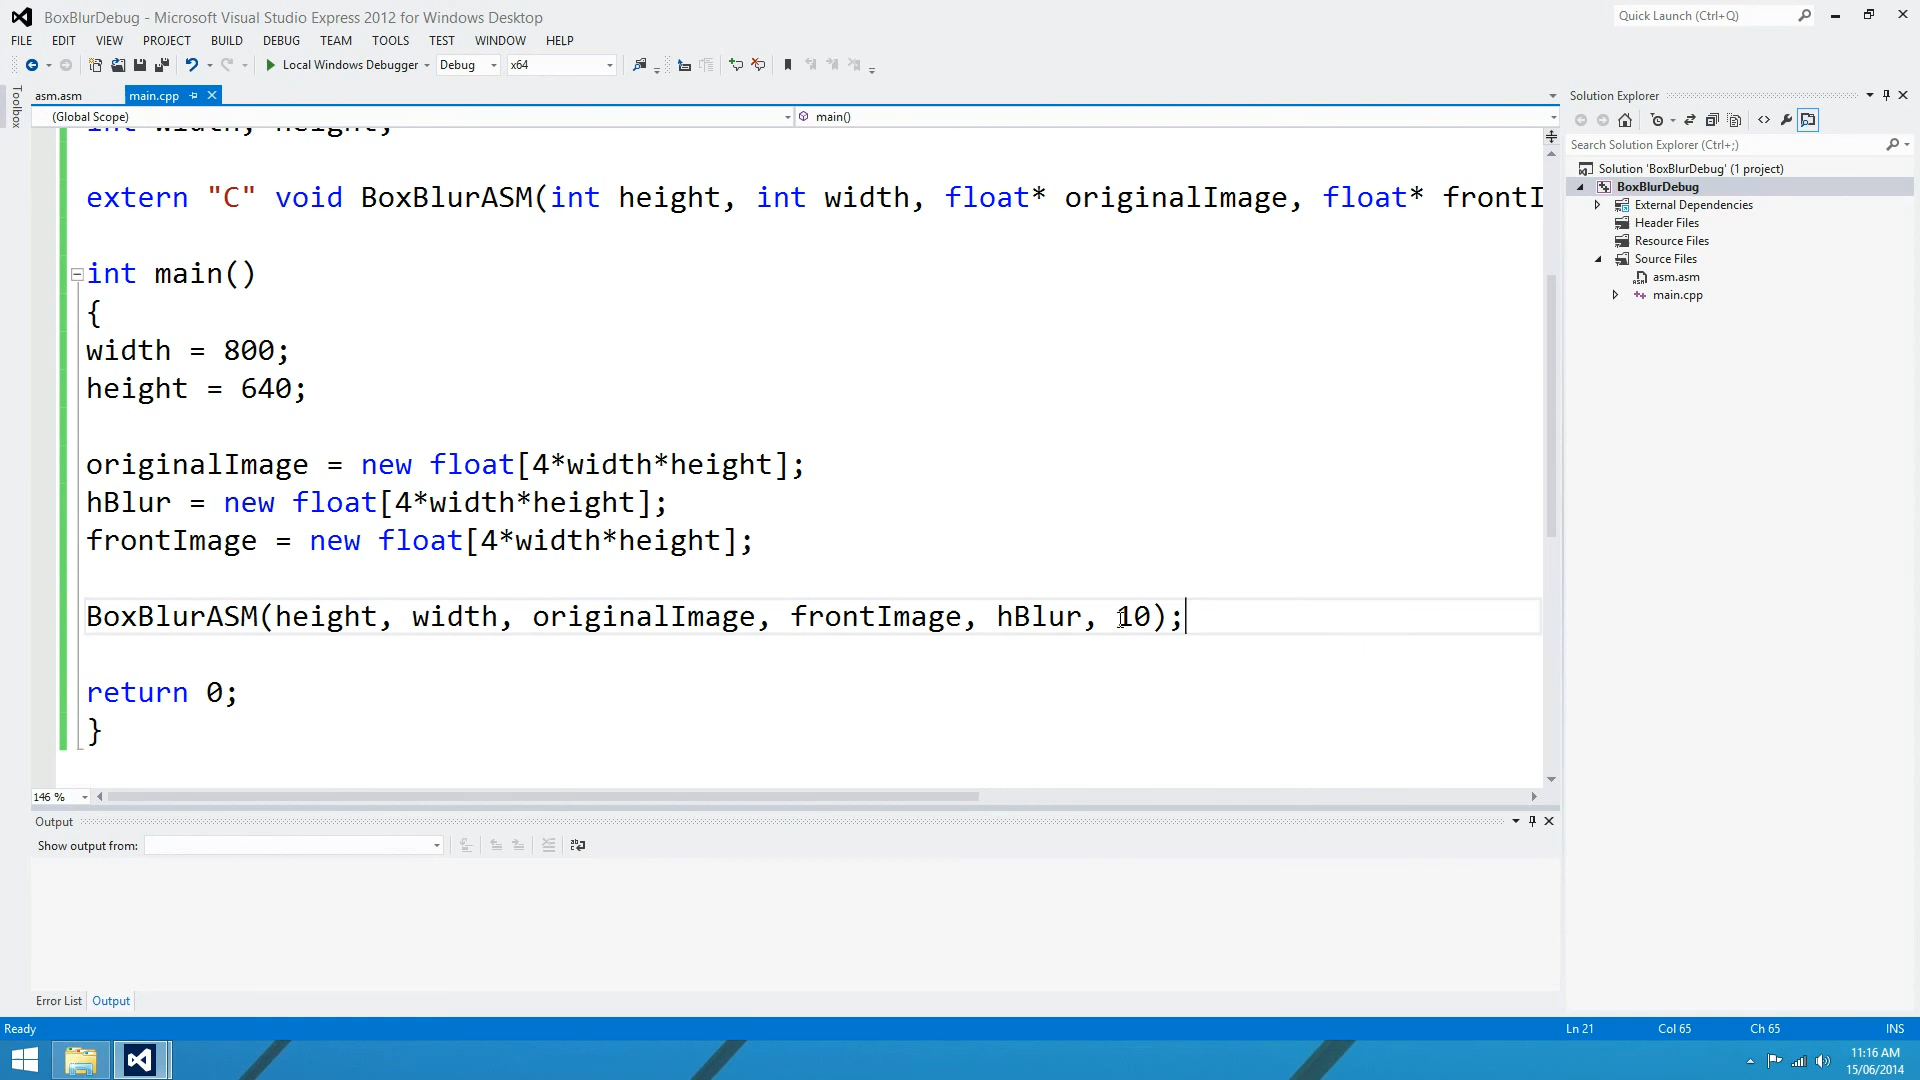 BoxBlurDebug - Microsoft Visual Studio Express 2012 for Windows Desktop
Quick Launch (Ctrl+Q)
FILE EDIT VIEW PROJECT BUILD DEBUG TEAM TOOLS TEST WINDOW HELP
Local Windows Debugger Debug x64
Toolbox
asm.asm main.cpp
Solution Explorer
(Global Scope) main()
int width, height;
Search Solution Explorer (Ctrl+;)
Solution 'BoxBlurDebug' (1 project)
BoxBlurDebug
External Dependencies
Header Files
Resource Files
Source Files
asm.asm
main.cpp
extern "C" void BoxBlurASM(int height, int width, float* originalImage, float* frontI
int main()
{
width = 800;
height = 640;
originalImage = new float[4*width*height];
hBlur = new float[4*width*height];
frontImage = new float[4*width*height];
BoxBlurASM(height, width, originalImage, frontImage, hBlur, 10);
return 0;
}
146 %
Output
Show output from:
Error List Output
Ready Ln 21 Col 65 Ch 65 INS
11:16 AM
15/06/2014